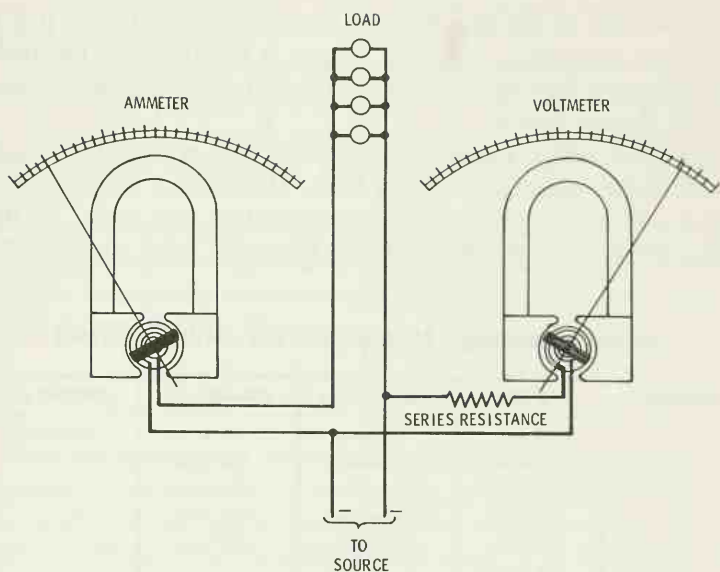 LOAD
AMMETER
VOLTMETER
SERIES RESISTANCE
– –
TO
SOURCE